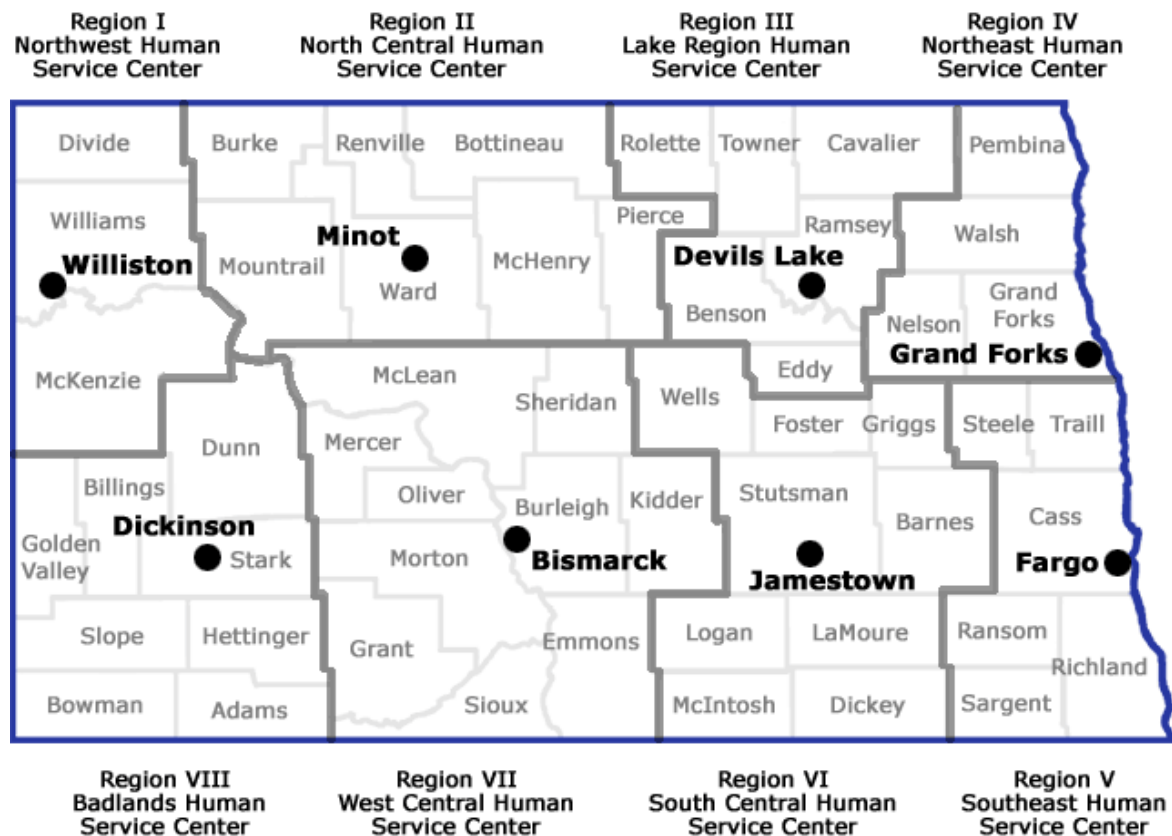 Region I
Northwest Human
Service Center
Region II
North Central Human
Service Center
Region III
Lake Region Human
Service Center
Region IV
Northeast Human
Service Center
Divide
Burke
Renville
Bottineau
Rolette
Towner
Cavalier
Pembina
Williams
Pierce
Ramsey
Walsh
Minot
Williston
Mountrail
McHenry
Devils Lake
Ward
Benson
Nelson
Grand
Forks
Grand Forks
McKenzie
McLean
Eddy
Sheridan
Wells
Dunn
Mercer
Foster
Griggs
Steele
Traill
Billings
Oliver
Burleigh
Kidder
Stutsman
Barnes
Cass
Dickinson
Golden
Valley
Stark
Morton
Bismarck
Jamestown
Fargo
Slope
Hettinger
Grant
Emmons
Logan
LaMoure
Ransom
Richland
Bowman
Adams
Sioux
McIntosh
Dickey
Sargent
Region VIII
Badlands Human
Service Center
Region VII
West Central Human
Service Center
Region VI
South Central Human
Service Center
Region V
Southeast Human
Service Center